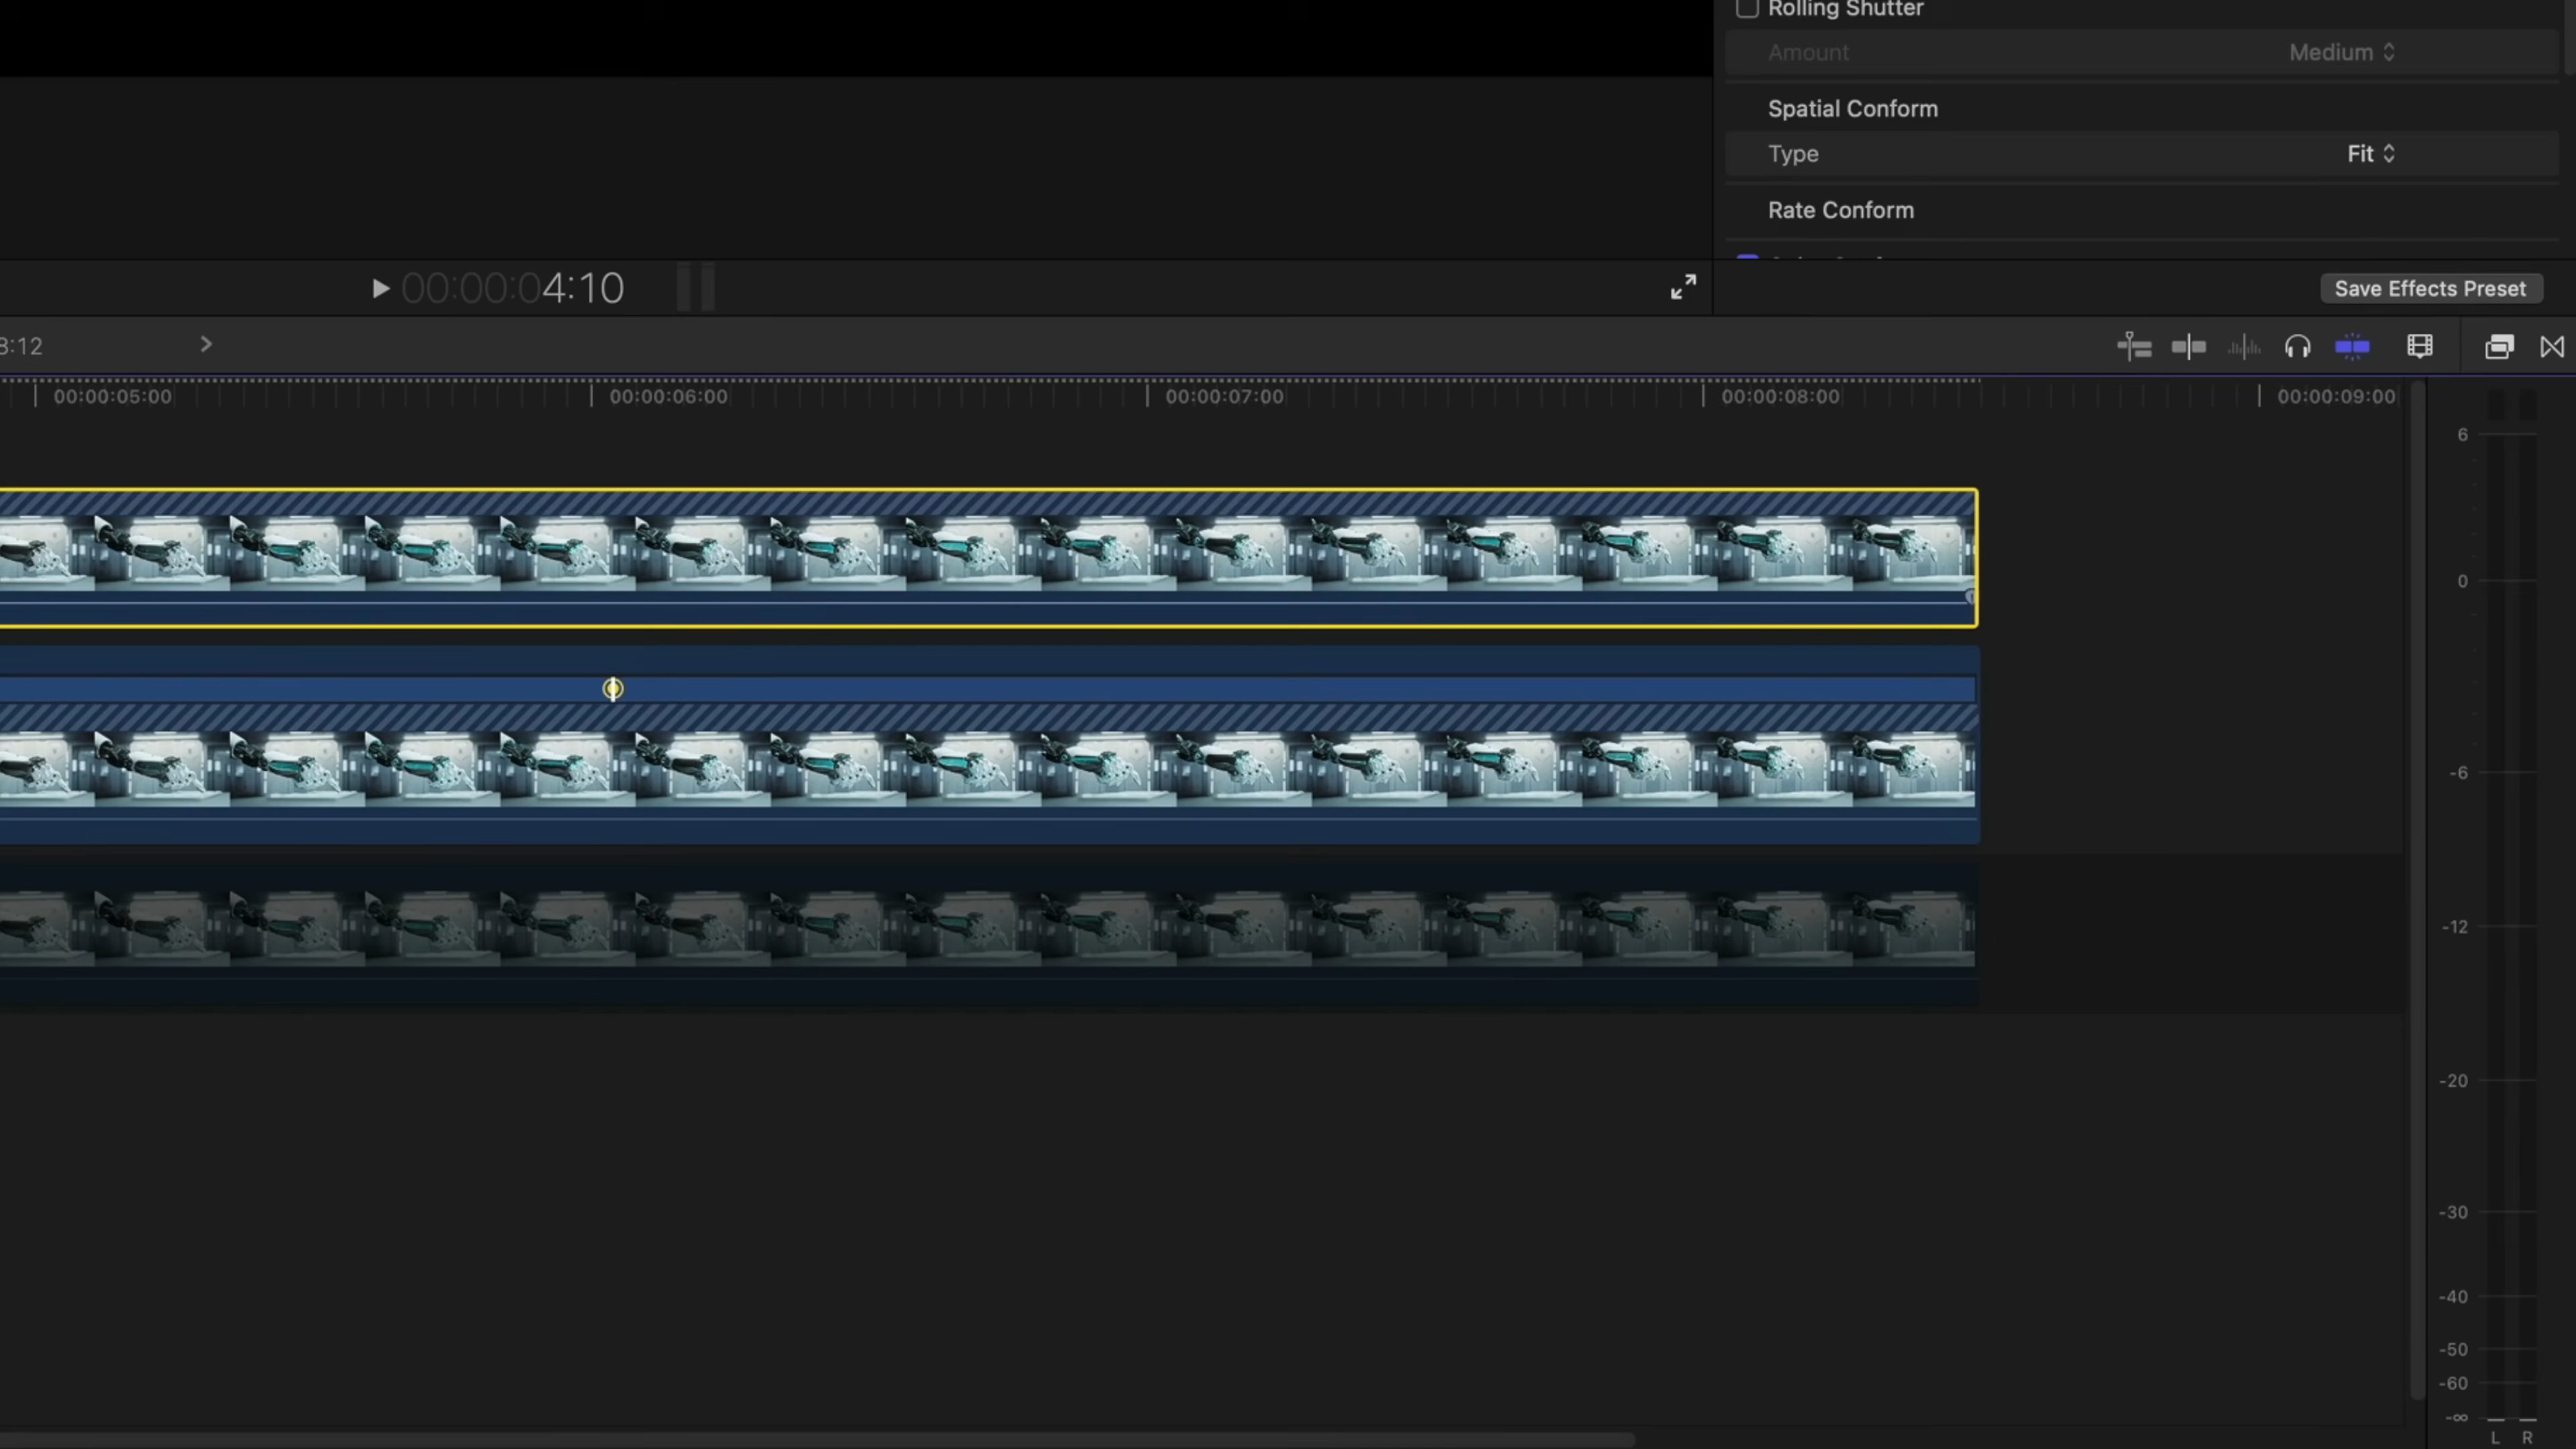 Rolling Shutter
Amount Medium
Spatial Conform
Type Fit
Rate Conform
00:00:04:10
Save Effects Preset
8:12
00:00:05:00 00:00:06:00 00:00:07:00 00:00:08:00 00:00:09:00
6
0
-6
-12
-20
-30
-40
-50
-60
-∞
L R